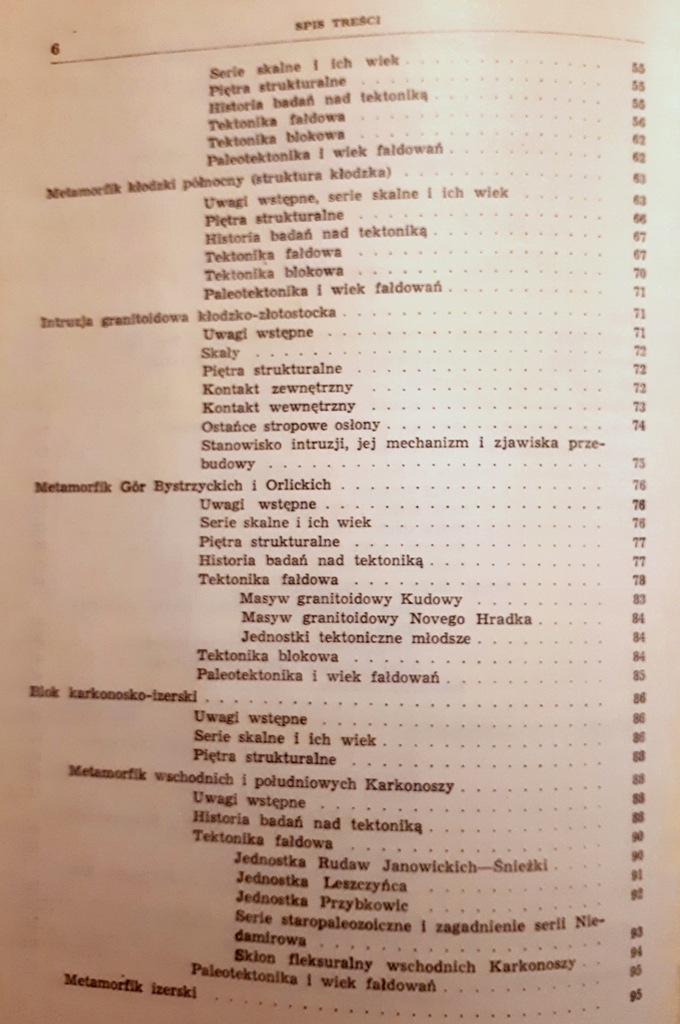 6
SPIS TREŚCI
Serie skalne i ich wiek . . . . . . . . . . . . 55
Piętra strukturalne . . . . . . . . . . . . 55
Historia badań nad tektoniką . . . . . . . . . . . . 55
Tektonika fałdowa . . . . . . . . . . . . 56
Tektonika blokowa . . . . . . . . . . . . 62
Paleotektonika i wiek fałdowań . . . . . . . . . . . . 62
Metamorfik kłodzki północny (struktura kłodzka) . . . . . . . . . . . . 63
Uwagi wstępne, serie skalne i ich wiek . . . . . . 63
Piętra strukturalne . . . . . . . . . . . . 66
Historia badań nad tektoniką . . . . . . . . . . . . 67
Tektonika fałdowa . . . . . . . . . . . . 67
Tektonika blokowa . . . . . . . . . . . . 70
Paleotektonika i wiek fałdowań . . . . . . . . . . . . 71
Intruzja granitoidowa kłodzko-złotostocka . . . . . . . . . . . . 71
Uwagi wstępne . . . . . . . . . . . . 71
Skały . . . . . . . . . . . . 72
Piętra strukturalne . . . . . . . . . . . . 72
Kontakt zewnętrzny . . . . . . . . . . . . 72
Kontakt wewnętrzny . . . . . . . . . . . . 73
Ostańce stropowe osłony . . . . . . . . . . . . 74
Stanowisko intruzji, jej mechanizm i zjawiska prze-
budowy . . . . . . . . . . . . 75
Metamorfik Gór Bystrzyckich i Orlickich . . . . . . . . . . . . 76
Uwagi wstępne . . . . . . . . . . . . 76
Serie skalne i ich wiek . . . . . . . . . . . . 76
Piętra strukturalne . . . . . . . . . . . . 77
Historia badań nad tektoniką . . . . . . . . . . . . 77
Tektonika fałdowa . . . . . . . . . . . . 78
Masyw granitoidowy Kudowy . . . . . . . . 83
Masyw granitoidowy Novego Hradka . . . . . 84
Jednostki tektoniczne młodsze . . . . . . . . 84
Tektonika blokowa . . . . . . . . . . . . 84
Paleotektonika i wiek fałdowań . . . . . . . . . . . . 85
Blok karkonosko-izerski . . . . . . . . . . . . 86
Uwagi wstępne . . . . . . . . . . . . 86
Serie skalne i ich wiek . . . . . . . . . . . . 86
Piętra strukturalne . . . . . . . . . . . . 88
Metamorfik wschodnich i południowych Karkonoszy . . . . . . . . . 88
Uwagi wstępne . . . . . . . . . . . . 88
Historia badań nad tektoniką . . . . . . . . . . . . 88
Tektonika fałdowa . . . . . . . . . . . . 90
Jednostka Rudaw Janowickich—Śnieżki . . . . 90
Jednostka Leszczyńca . . . . . . . . . . 91
Jednostka Przybkowic . . . . . . . . . . 92
Serie staropaleozoiczne i zagadnienie serii Nie-
damirowa . . . . . . . . . . . . 93
Skłon fleksuralny wschodnich Karkonoszy . . 94
Paleotektonika i wiek fałdowań . . . . . . . . . . . . 95
Metamorfik izerski . . . . . . . . . . . . 95